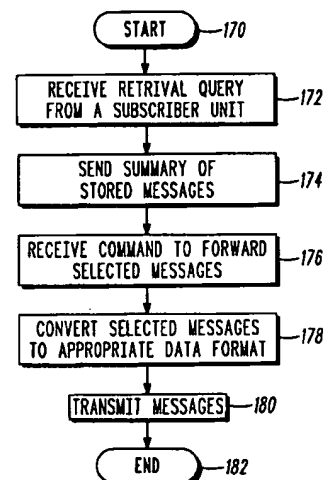 START 170
RECEIVE RETRIVAL QUERY
FROM A SUBSCRIBER UNIT 172
SEND SUMMARY OF
STORED MESSAGES 174
RECEIVE COMMAND TO FORWARD
SELECTED MESSAGES 176
CONVERT SELECTED MESSAGES
TO APPROPRIATE DATA FORMAT 178
TRANSMIT MESSAGES 180
END 182